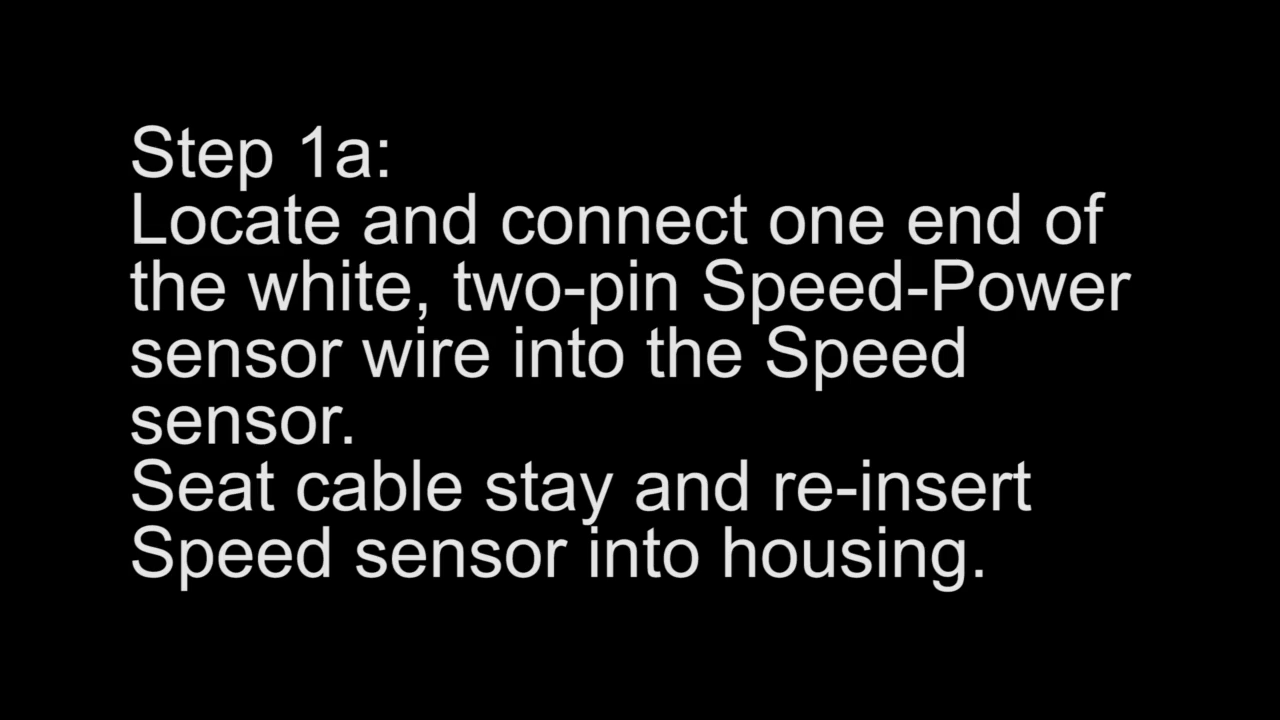 Step 1a:
Locate and connect one end of
the white, two-pin Speed-Power
sensor wire into the Speed
sensor.
Seat cable stay and re-insert
Speed sensor into housing.